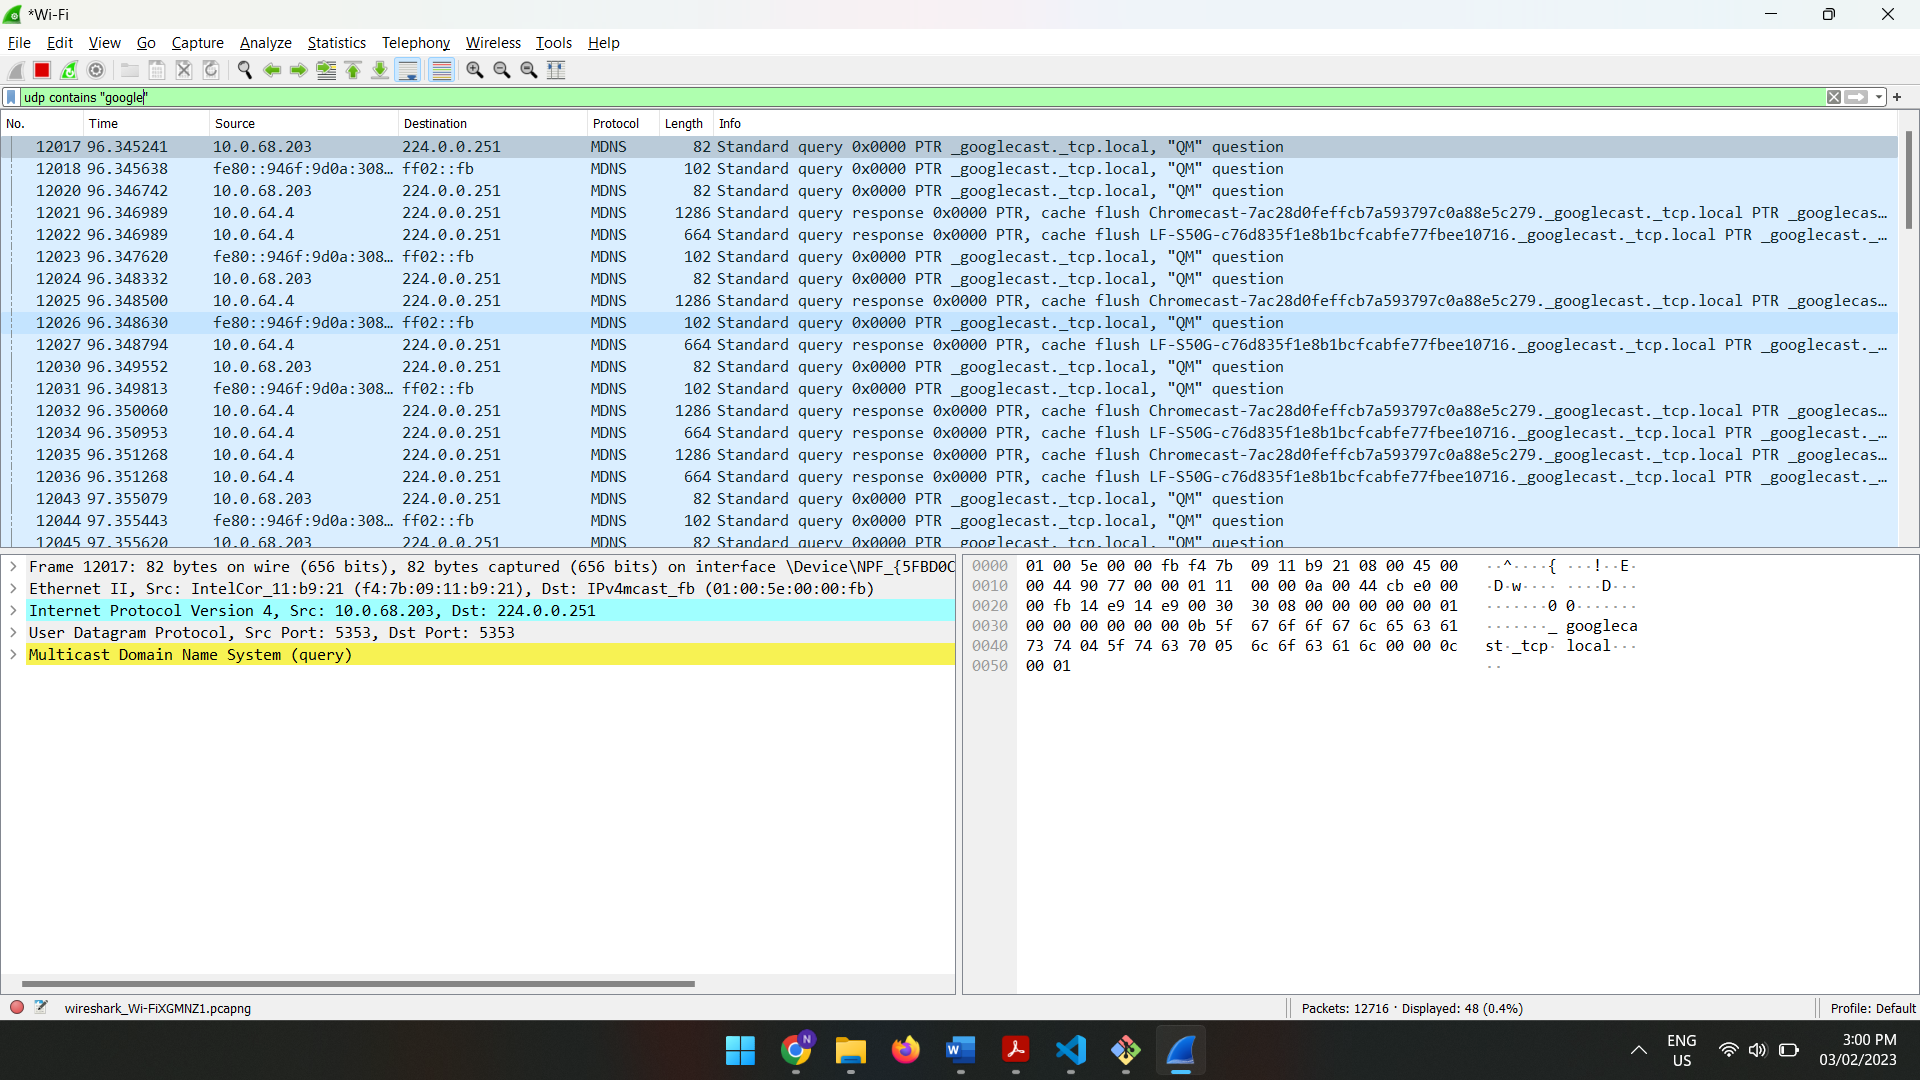 *Wi-Fi
File Edit View Go Capture Analyze Statistics Telephony Wireless Tools Help
udp contains "google"
No. Time Source Destination Protocol Length Info
12017 96.345241 10.0.68.203 224.0.0.251 MDNS 82 Standard query 0x0000 PTR _googlecast._tcp.local, "QM" question
12018 96.345638 fe80::946f:9d0a:308… ff02::fb MDNS 102 Standard query 0x0000 PTR _googlecast._tcp.local, "QM" question
12020 96.346742 10.0.68.203 224.0.0.251 MDNS 82 Standard query 0x0000 PTR _googlecast._tcp.local, "QM" question
12021 96.346989 10.0.64.4 224.0.0.251 MDNS 1286 Standard query response 0x0000 PTR, cache flush Chromecast-7ac28d0feffcb7a593797c0a88e5c279._googlecast._tcp.local PTR _googlecas…
12022 96.346989 10.0.64.4 224.0.0.251 MDNS 664 Standard query response 0x0000 PTR, cache flush LF-S50G-c76d835f1e8b1bcfcabfe77fbee10716._googlecast._tcp.local PTR _googlecast._…
12023 96.347620 fe80::946f:9d0a:308… ff02::fb MDNS 102 Standard query 0x0000 PTR _googlecast._tcp.local, "QM" question
12024 96.348332 10.0.68.203 224.0.0.251 MDNS 82 Standard query 0x0000 PTR _googlecast._tcp.local, "QM" question
12025 96.348500 10.0.64.4 224.0.0.251 MDNS 1286 Standard query response 0x0000 PTR, cache flush Chromecast-7ac28d0feffcb7a593797c0a88e5c279._googlecast._tcp.local PTR _googlecas…
12026 96.348630 fe80::946f:9d0a:308… ff02::fb MDNS 102 Standard query 0x0000 PTR _googlecast._tcp.local, "QM" question
12027 96.348794 10.0.64.4 224.0.0.251 MDNS 664 Standard query response 0x0000 PTR, cache flush LF-S50G-c76d835f1e8b1bcfcabfe77fbee10716._googlecast._tcp.local PTR _googlecast._…
12030 96.349552 10.0.68.203 224.0.0.251 MDNS 82 Standard query 0x0000 PTR _googlecast._tcp.local, "QM" question
12031 96.349813 fe80::946f:9d0a:308… ff02::fb MDNS 102 Standard query 0x0000 PTR _googlecast._tcp.local, "QM" question
12032 96.350060 10.0.64.4 224.0.0.251 MDNS 1286 Standard query response 0x0000 PTR, cache flush Chromecast-7ac28d0feffcb7a593797c0a88e5c279._googlecast._tcp.local PTR _googlecas…
12034 96.350953 10.0.64.4 224.0.0.251 MDNS 664 Standard query response 0x0000 PTR, cache flush LF-S50G-c76d835f1e8b1bcfcabfe77fbee10716._googlecast._tcp.local PTR _googlecast._…
12035 96.351268 10.0.64.4 224.0.0.251 MDNS 1286 Standard query response 0x0000 PTR, cache flush Chromecast-7ac28d0feffcb7a593797c0a88e5c279._googlecast._tcp.local PTR _googlecas…
12036 96.351268 10.0.64.4 224.0.0.251 MDNS 664 Standard query response 0x0000 PTR, cache flush LF-S50G-c76d835f1e8b1bcfcabfe77fbee10716._googlecast._tcp.local PTR _googlecast._…
12043 97.355079 10.0.68.203 224.0.0.251 MDNS 82 Standard query 0x0000 PTR _googlecast._tcp.local, "QM" question
12044 97.355443 fe80::946f:9d0a:308… ff02::fb MDNS 102 Standard query 0x0000 PTR _googlecast._tcp.local, "QM" question
12045 97.355620 10.0.68.203 224.0.0.251 MDNS 82 Standard query 0x0000 PTR _googlecast._tcp.local, "QM" question
Frame 12017: 82 bytes on wire (656 bits), 82 bytes captured (656 bits) on interface \Device\NPF_{5FBD0C
Ethernet II, Src: IntelCor_11:b9:21 (f4:7b:09:11:b9:21), Dst: IPv4mcast_fb (01:00:5e:00:00:fb)
Internet Protocol Version 4, Src: 10.0.68.203, Dst: 224.0.0.251
User Datagram Protocol, Src Port: 5353, Dst Port: 5353
Multicast Domain Name System (query)
0000 01 00 5e 00 00 fb f4 7b 09 11 b9 21 08 00 45 00 ··^····{ ···!··E·
0010 00 44 90 77 00 00 01 11 00 00 0a 00 44 cb e0 00 ·D·w···· ····D···
0020 00 fb 14 e9 14 e9 00 30 30 08 00 00 00 00 00 01 ·······0 0·······
0030 00 00 00 00 00 00 0b 5f 67 6f 6f 67 6c 65 63 61 ·······_ googleca
0040 73 74 04 5f 74 63 70 05 6c 6f 63 61 6c 00 00 0c st·_tcp· local···
0050 00 01 ··
wireshark_Wi-FiXGMNZ1.pcapng
Packets: 12716 · Displayed: 48 (0.4%)
Profile: Default
N
W
ENG
US
3:00 PM
03/02/2023